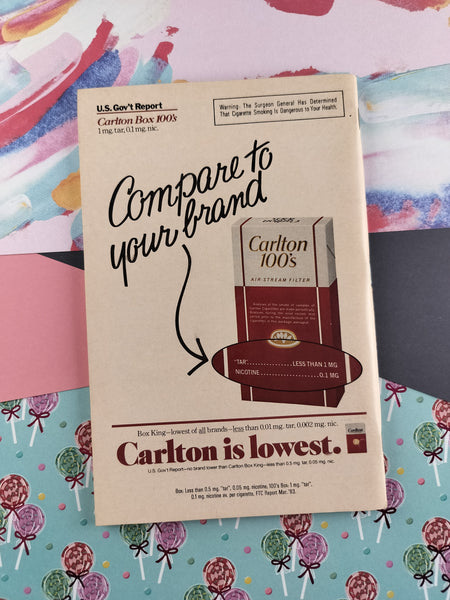 U.S. Gov't Report
Carlton Box 100's
1 mg. tar, 0.1 mg. nic.
Warning: The Surgeon General Has Determined
That Cigarette Smoking Is Dangerous to Your Health.
Compare to
your brand
Carlton
100's
AIR STREAM FILTER
"TAR"..................LESS THAN 1 MG
NICOTINE..................0.1 MG
Box King—lowest of all brands—less than 0.01 mg. tar, 0.002 mg. nic.
Carlton is lowest.
U.S. Gov't Report—no brand lower than Carlton Box King—less than 0.5 mg. tar, 0.05 mg. nic.
Box: Less than 0.5 mg. "tar", 0.05 mg. nicotine, 100's Box: 1 mg. "tar",
0.1 mg. nicotine av. per cigarette, FTC Report Mar. '83.